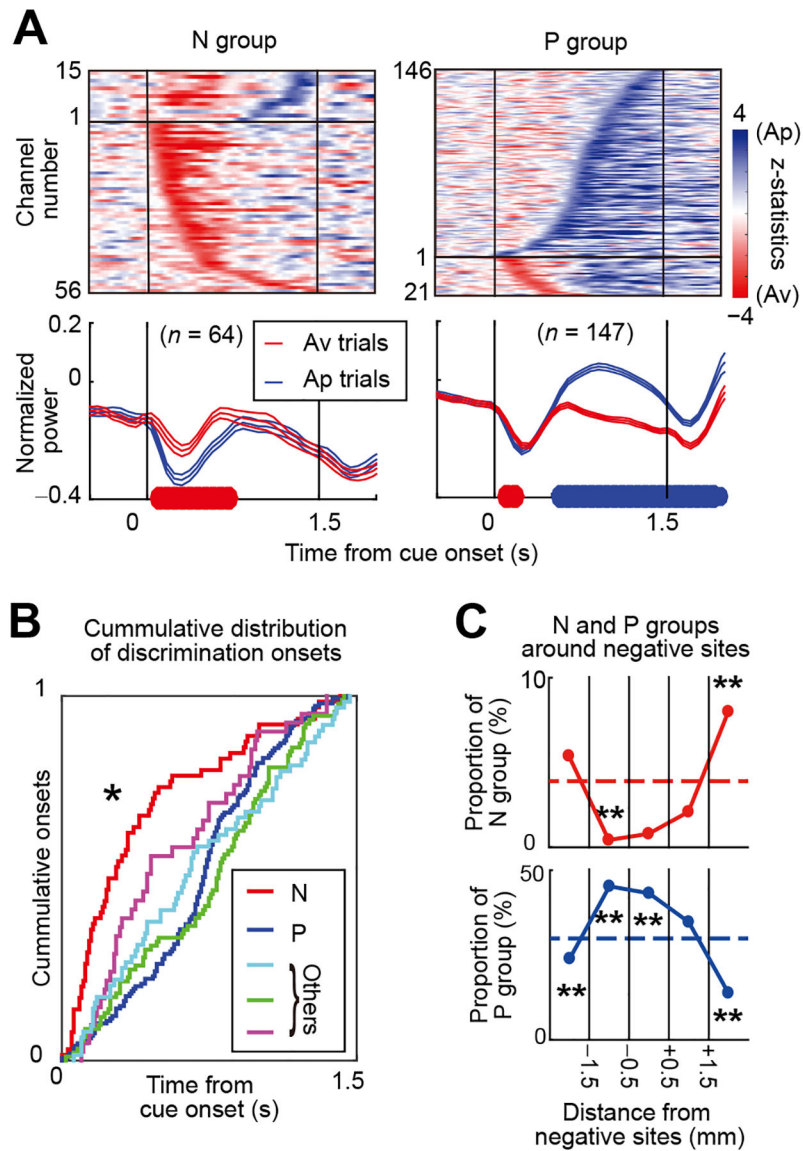 A
N group
P group
15
1
Channel
number
56
146
1
21
4
(Ap)
z-statistics
(Av)
−4
0.2
0
Normalized
power
−0.4
(n = 64)
Av trials
Ap trials
(n = 147)
0
1.5
0
1.5
Time from cue onset (s)
B
Cummulative distribution
of discrimination onsets
1
Cummulative onsets
*
N
P
Others
0
0
Time from
cue onset (s)
1.5
C
N and P groups
around negative sites
10
Proportion of
N group (%)
0
**
**
50
Proportion of
P group (%)
0
**
**
**
**
−1.5
−0.5
+0.5
+1.5
Distance from
negative sites (mm)